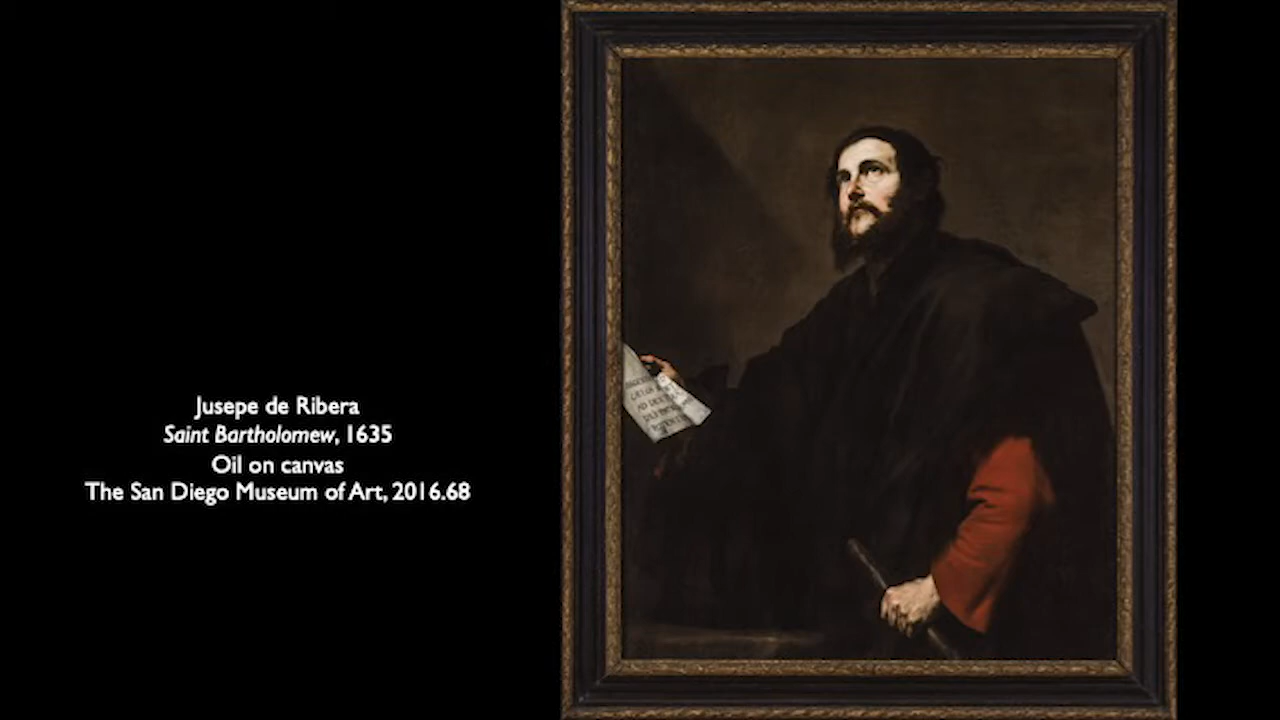 Jusepe de Ribera
Saint Bartholomew, 1635
Oil on canvas
The San Diego Museum of Art, 2016.68